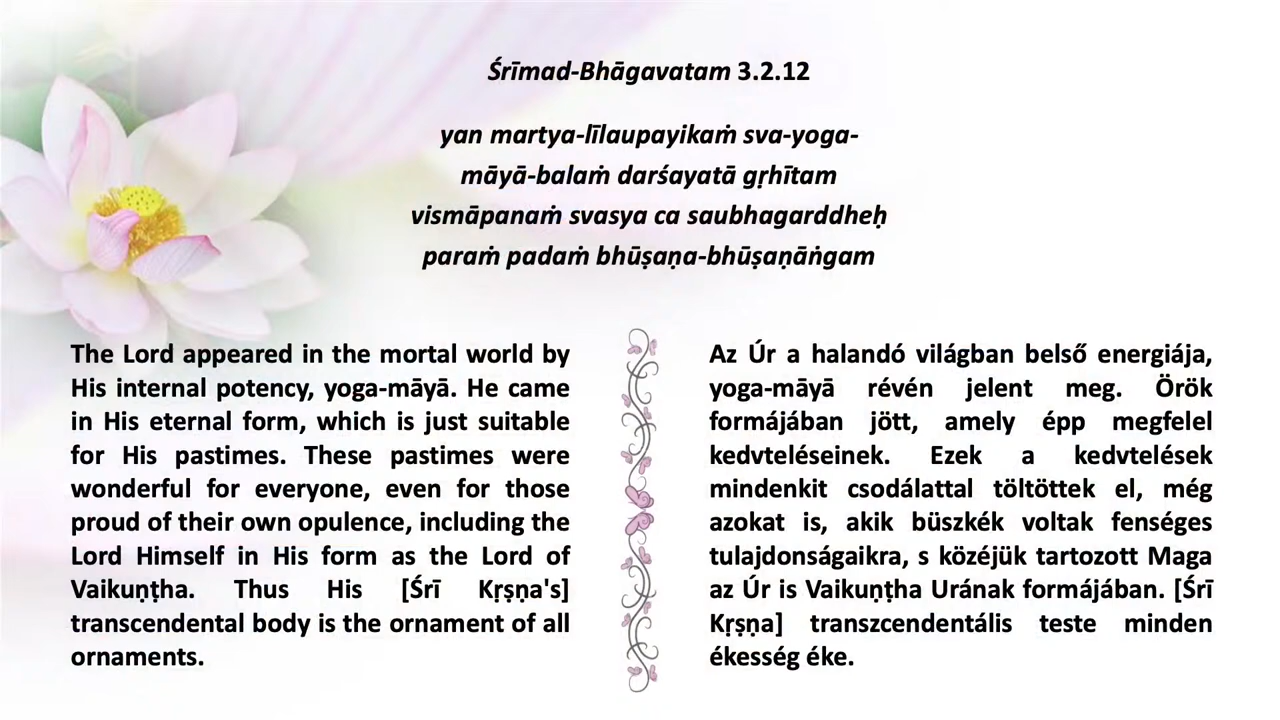 Śrīmad-Bhāgavatam 3.2.12
yan martya-līlaupayikaṁ sva-yoga-
māyā-balaṁ darśayatā gṛhītam
vismāpanaṁ svasya ca saubhagarddheḥ
paraṁ padaṁ bhūṣaṇa-bhūṣaṇāṅgam
The Lord appeared in the mortal world by
His internal potency, yoga-māyā. He came
in His eternal form, which is just suitable
for His pastimes. These pastimes were
wonderful for everyone, even for those
proud of their own opulence, including the
Lord Himself in His form as the Lord of
Vaikuṇṭha. Thus His [Śrī Kṛṣṇa's]
transcendental body is the ornament of all
ornaments.
Az Úr a halandó világban belső energiája,
yoga-māyā révén jelent meg. Örök
formájában jött, amely épp megfelel
kedvteléseinek. Ezek a kedvtelések
mindenkit csodálattal töltöttek el, még
azokat is, akik büszkék voltak fenséges
tulajdonságaikra, s közéjük tartozott Maga
az Úr is Vaikuṇṭha Urának formájában. [Śrī
Kṛṣṇa] transzcendentális teste minden
ékesség éke.